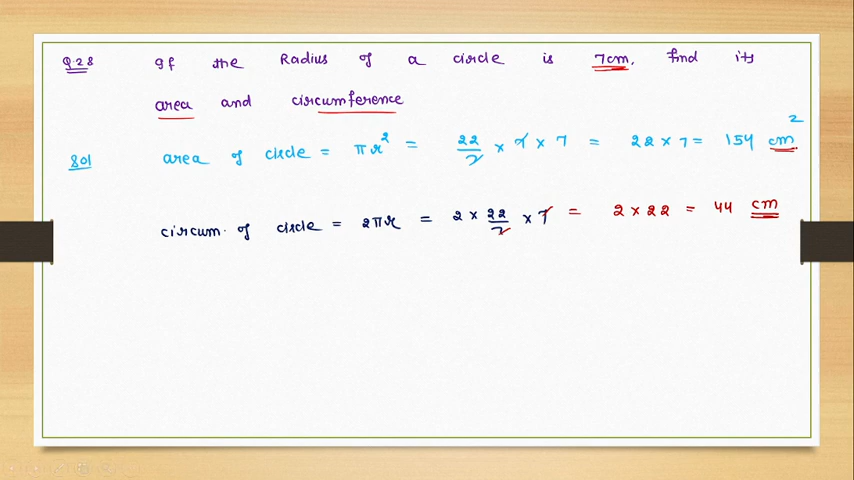 Q.28 If the Radius of a circle is 7cm, find its
area and circumference
Sol area of circle = πr² = 22/7 × 7 × 7 = 22 × 7 = 154 cm²
circum. of circle = 2πr = 2 × 22/7 × 7 = 2 × 22 = 44 cm